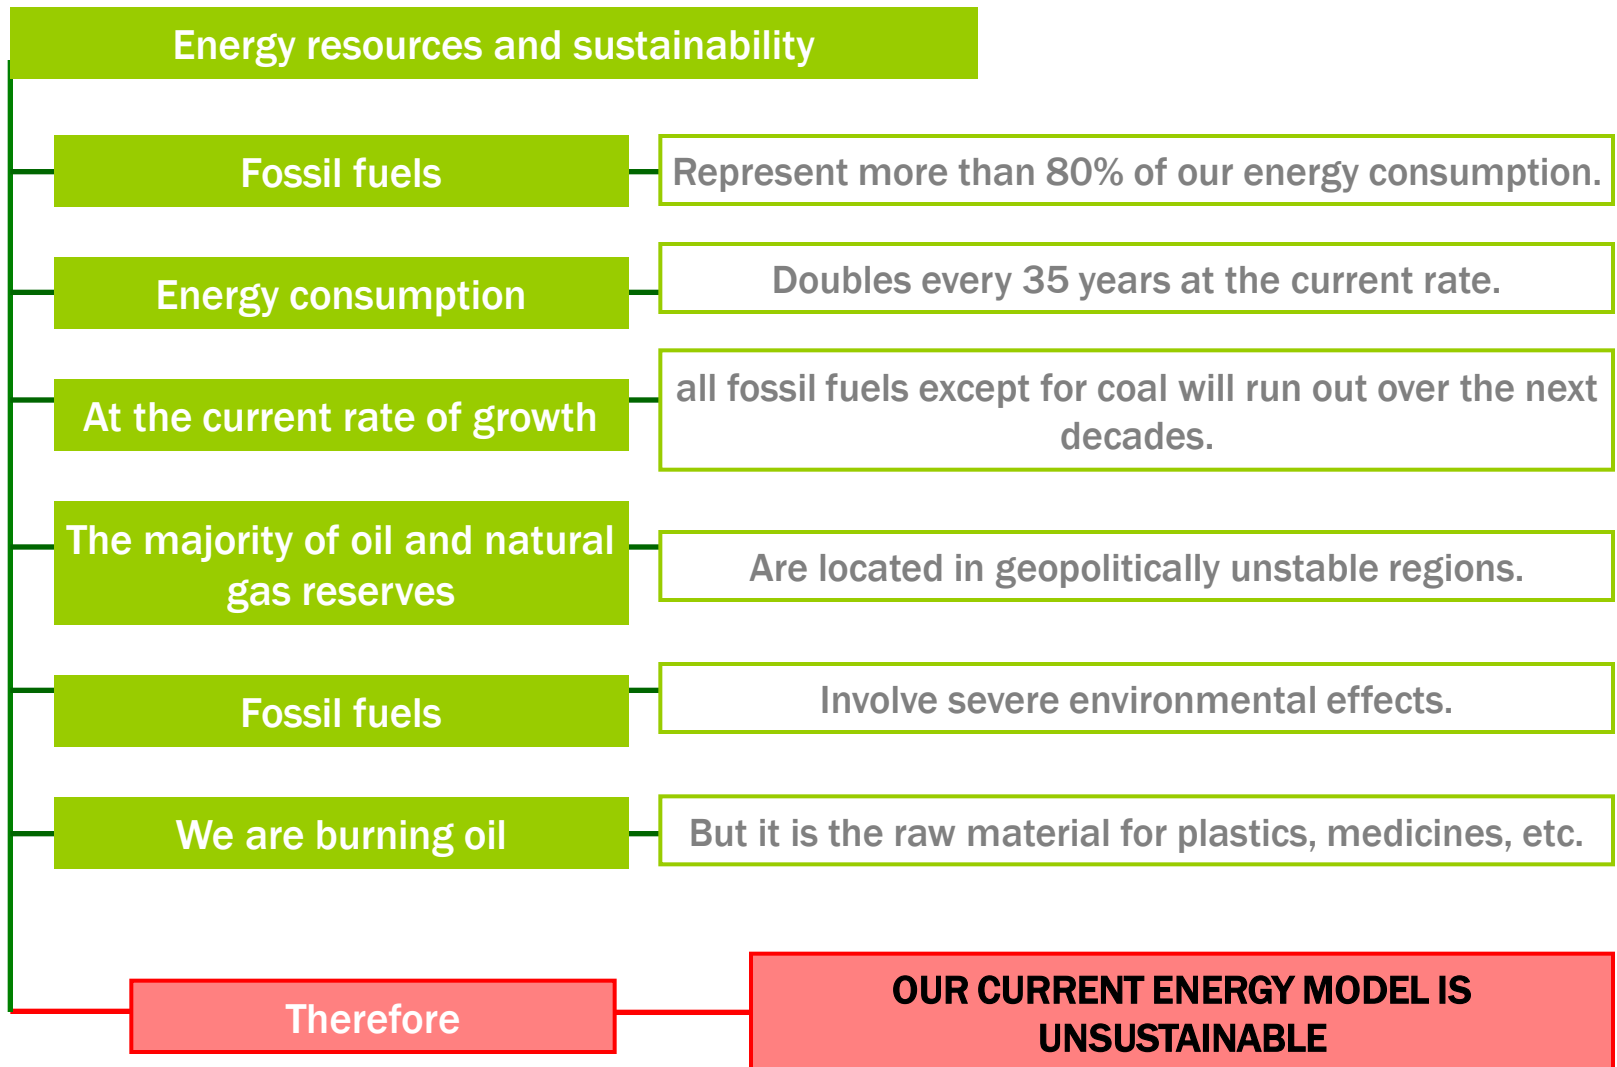 Energy resources and sustainability
Fossil fuels
Represent more than 80% of our energy consumption.
Energy consumption
Doubles every 35 years at the current rate.
At the current rate of growth
all fossil fuels except for coal will run out over the next
decades.
The majority of oil and natural
gas reserves
Are located in geopolitically unstable regions.
Fossil fuels
Involve severe environmental effects.
We are burning oil
But it is the raw material for plastics, medicines, etc.
Therefore
OUR CURRENT ENERGY MODEL IS
UNSUSTAINABLE